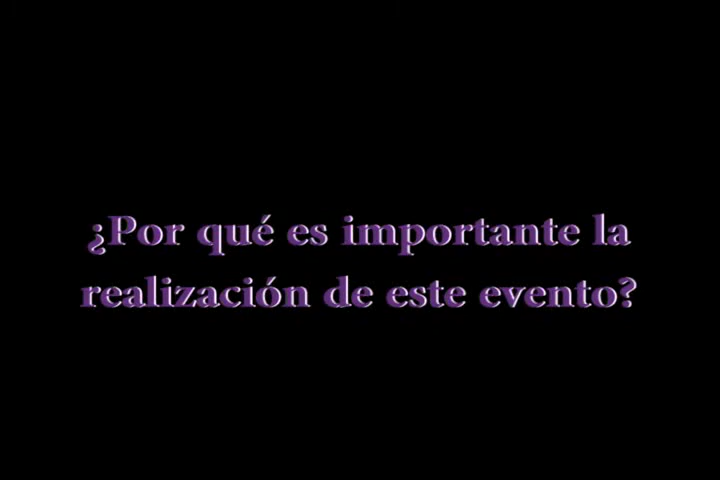 ¿Por qué es importante la
realización de este evento?